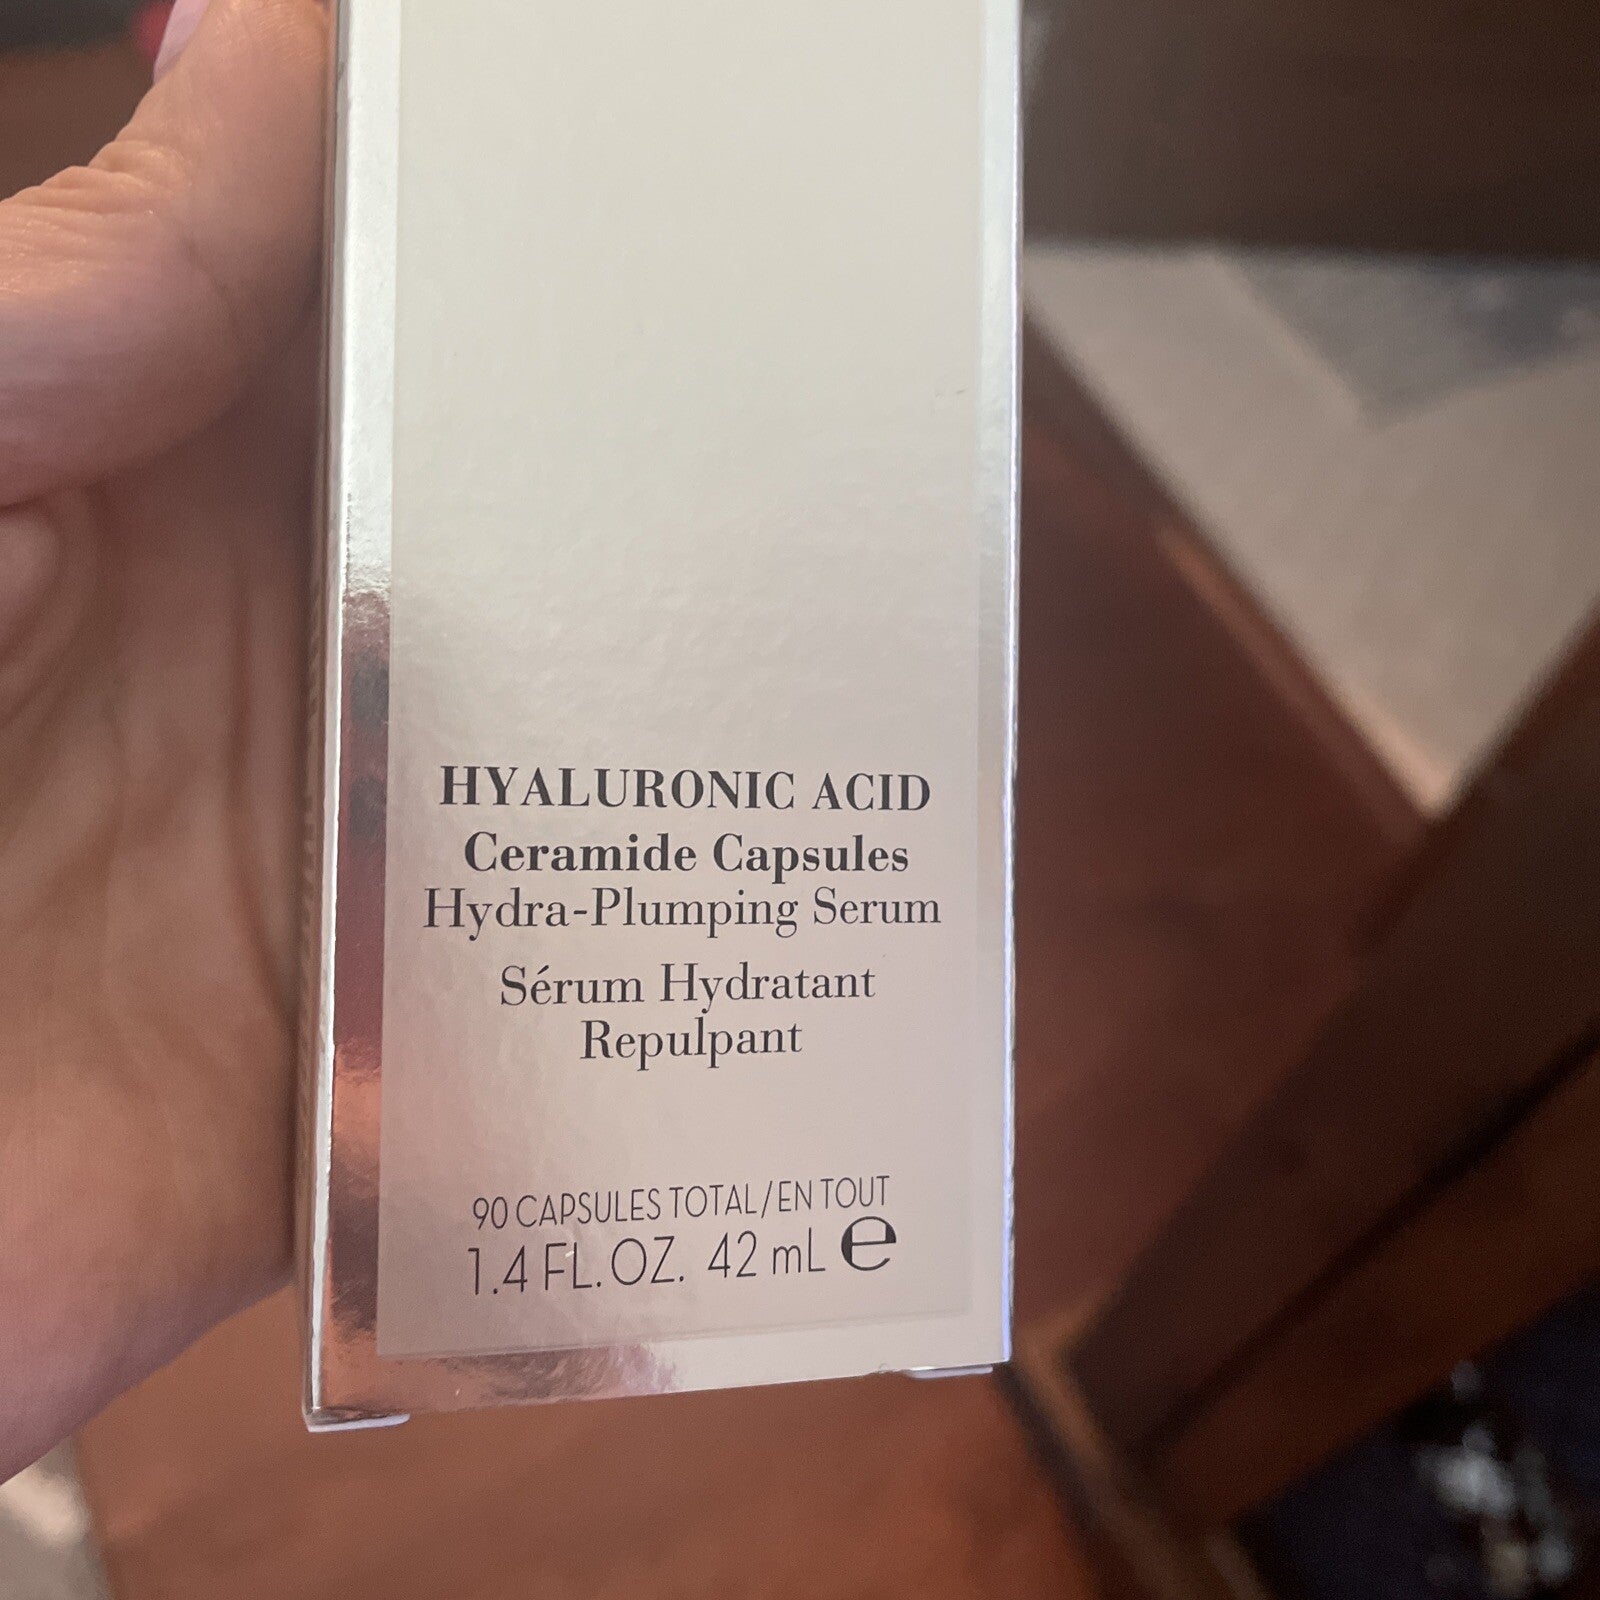 HYALURONIC ACID
Ceramide Capsules
Hydra-Plumping Serum
Sérum Hydratant
Repulpant
90 CAPSULES TOTAL/EN TOUT
1.4 FL. OZ. 42 mL ℮